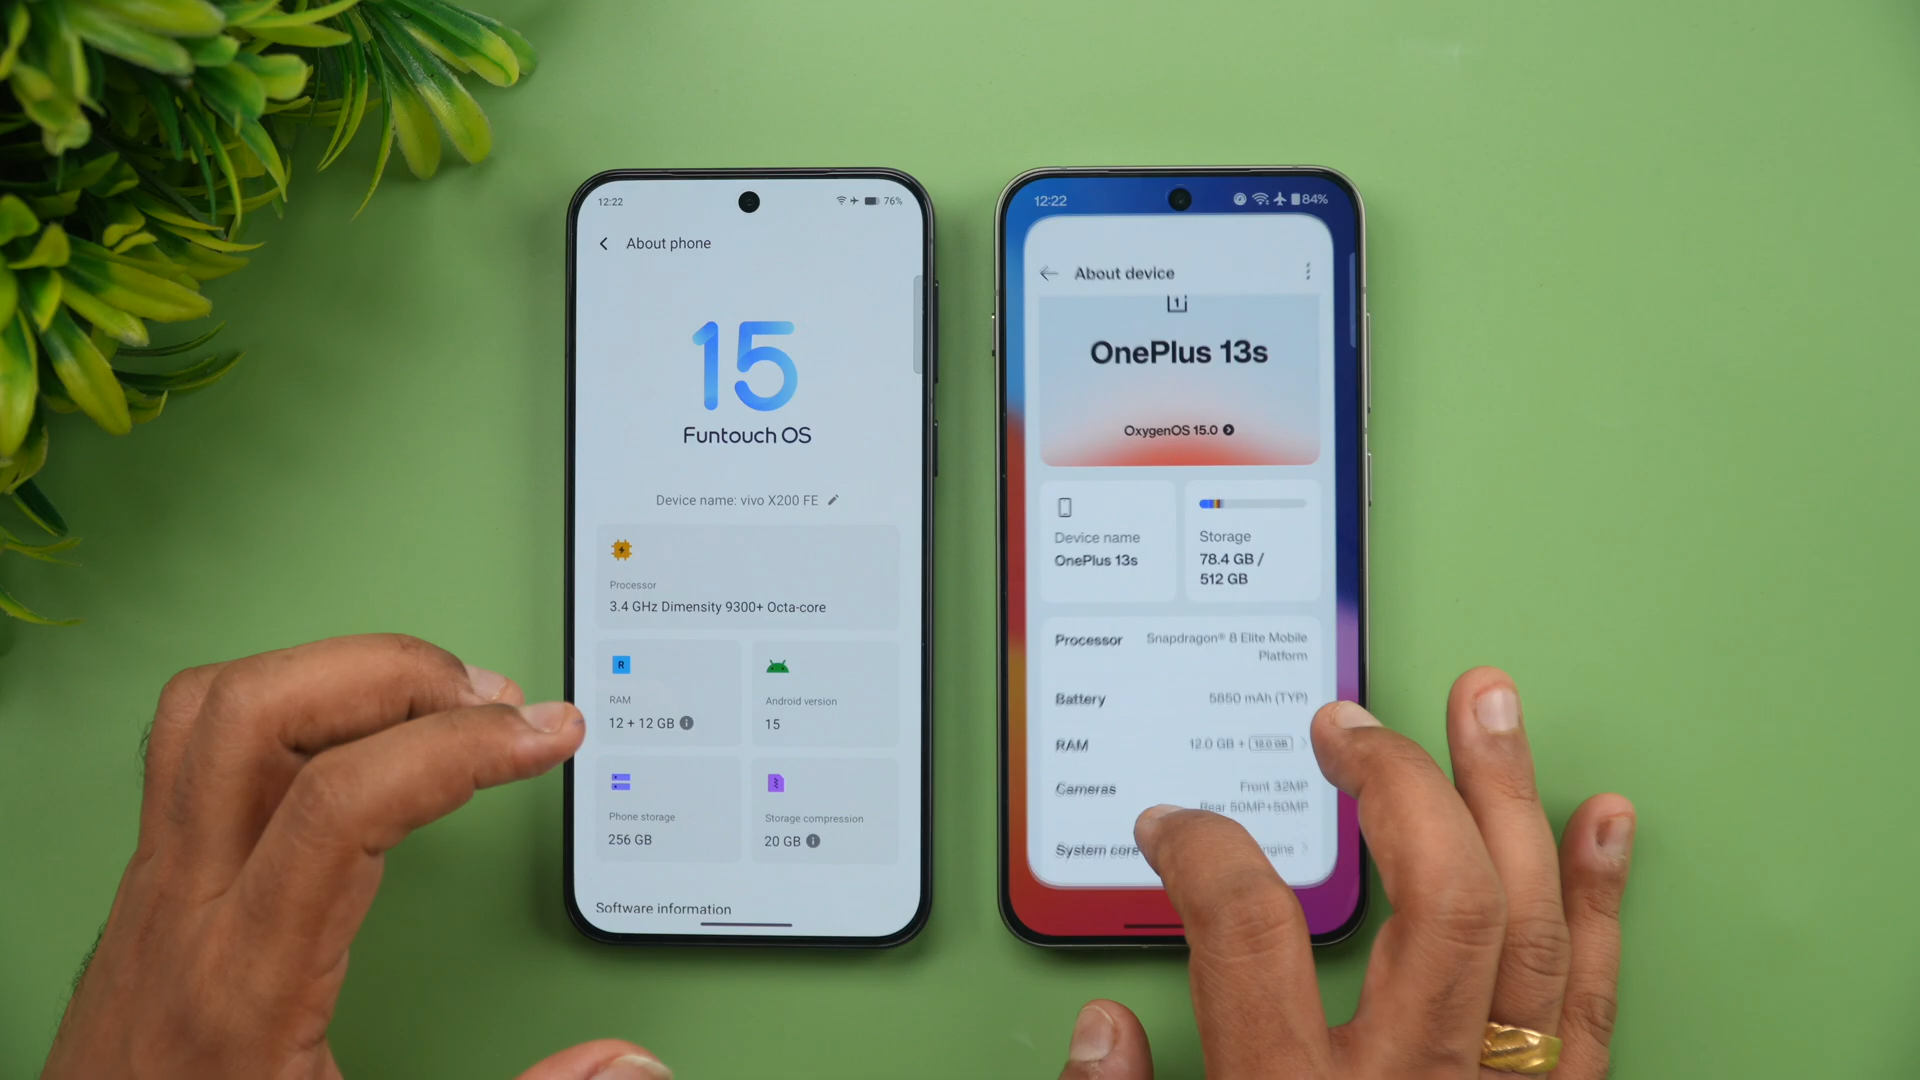 12:22
76%
About phone
15
Funtouch OS
Device name: vivo X200 FE
Processor
3.4 GHz Dimensity 9300+ Octa-core
R
RAM
12 + 12 GB
Android version
15
Phone storage
256 GB
Storage compression
20 GB
Software information
12:22
84%
About device
1
OnePlus 13s
OxygenOS 15.0
Device name
OnePlus 13s
Storage
78.4 GB /
512 GB
Processor
Snapdragon® 8 Elite Mobile
Platform
Battery
5850 mAh (TYP)
RAM
12.0 GB + 12.0 GB
Cameras
Front 32MP
Rear 50MP+50MP
System core
ngine